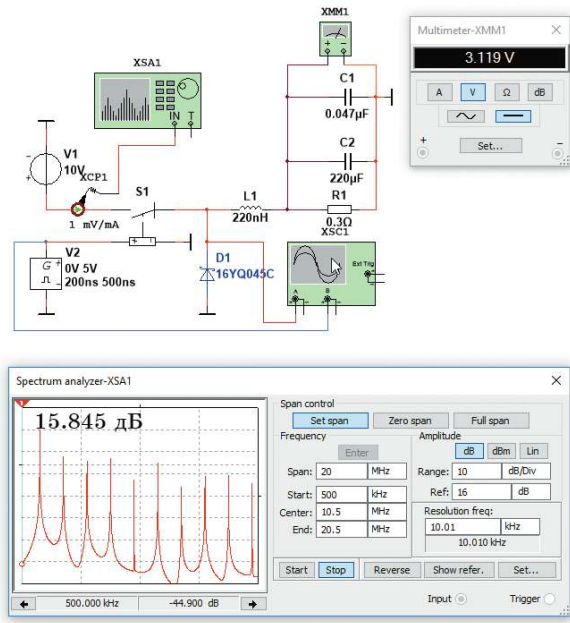 XMM1
Multimeter-XMM1
3.119 V
A V Ω dB
Set...
+ −
XSA1
IN T
C1
0.047µF
C2
220µF
R1
0.3Ω
V1
10V
XCP1
1 mV/mA
S1
L1
220nH
V2
0V 5V
200ns 500ns
G
D1
16YQ045C
XSC1
Ext Trig
A B
Spectrum analyzer-XSA1
15.845 дБ
Span control
Set span Zero span Full span
Frequency
Enter
Span: 20 MHz
Start: 500 kHz
Center: 10.5 MHz
End: 20.5 MHz
Amplitude
dB dBm Lin
Range: 10 dB/Div
Ref: 16 dB
Resolution freq:
10.01 kHz
10.010 kHz
Start Stop Reverse Show refer. Set...
500.000 kHz -44.900 dB
Input Trigger